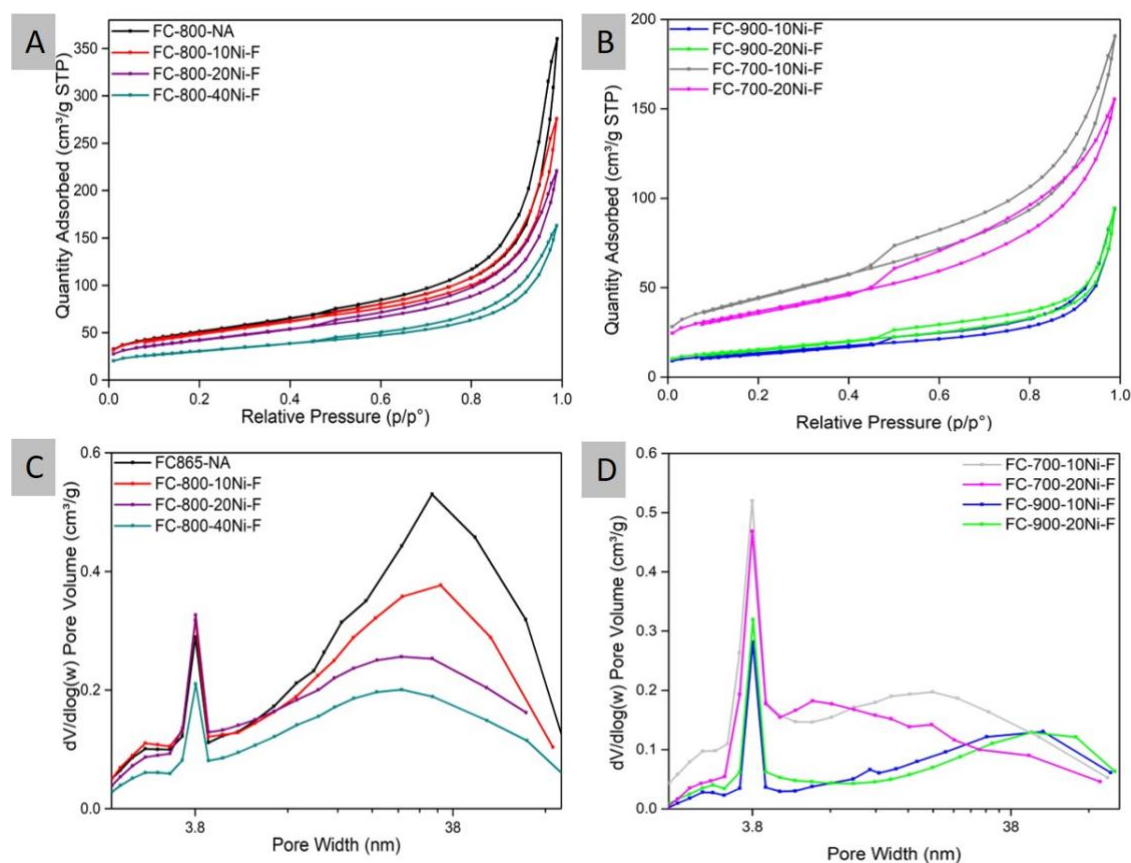 A
FC-800-NA
FC-800-10Ni-F
FC-800-20Ni-F
FC-800-40Ni-F
Quantity Adsorbed (cm³/g STP)
350
300
250
200
150
100
50
0
0.0 0.2 0.4 0.6 0.8 1.0
Relative Pressure (p/p°)
B
FC-900-10Ni-F
FC-900-20Ni-F
FC-700-10Ni-F
FC-700-20Ni-F
Quantity Adsorbed (cm³/g STP)
200
150
100
50
0
0.0 0.2 0.4 0.6 0.8 1.0
Relative Pressure (p/p°)
C
FC865-NA
FC-800-10Ni-F
FC-800-20Ni-F
FC-800-40Ni-F
dV/dlog(w) Pore Volume (cm³/g)
0.6
0.4
0.2
0.0
3.8 38
Pore Width (nm)
D
FC-700-10Ni-F
FC-700-20Ni-F
FC-900-10Ni-F
FC-900-20Ni-F
dV/dlog(w) Pore Volume (cm³/g)
0.6
0.5
0.4
0.3
0.2
0.1
0.0
3.8 38
Pore Width (nm)